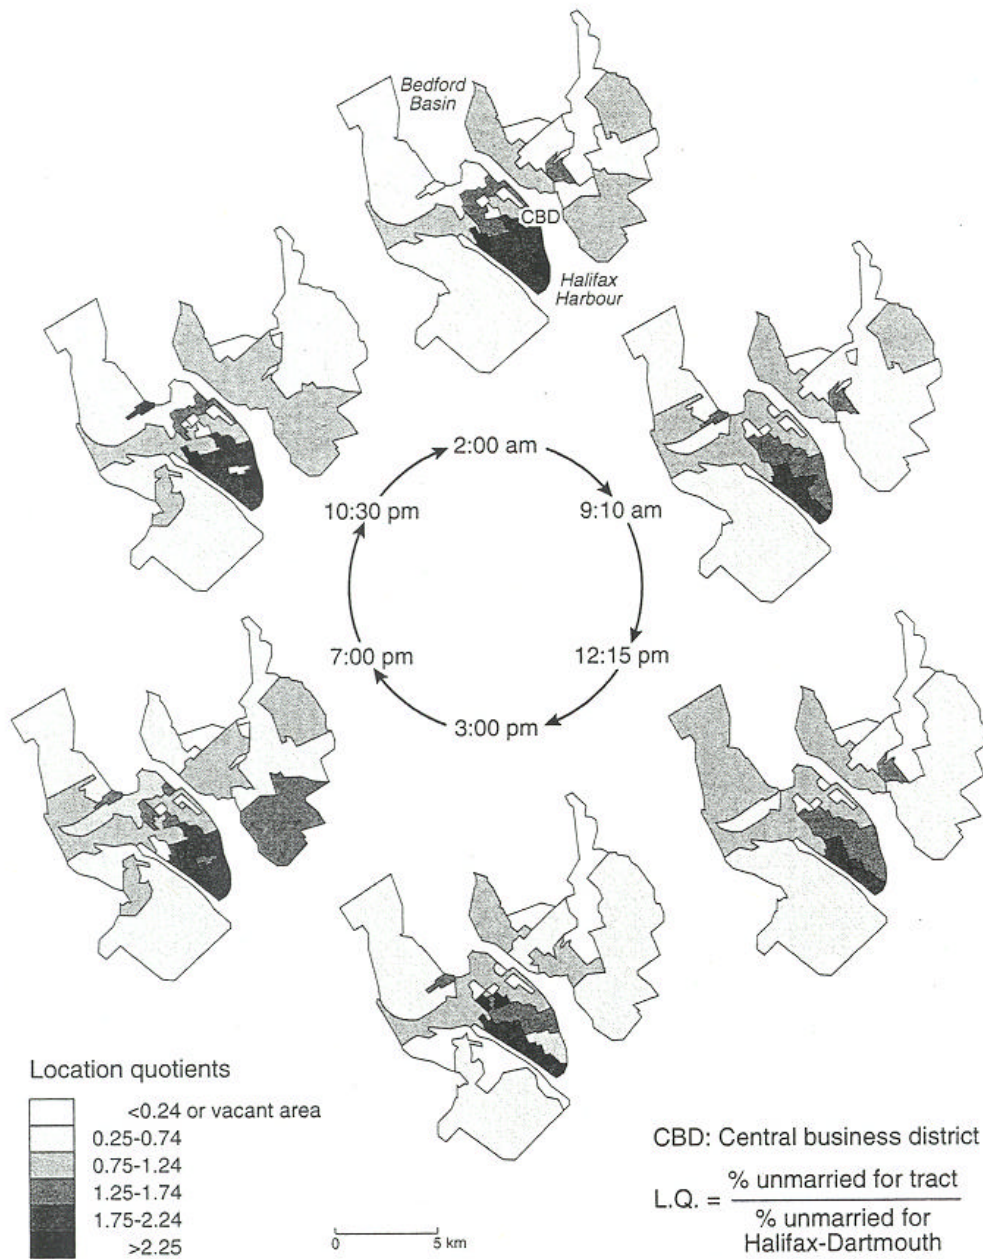 Bedford
Basin
CBD
Halifax
Harbour
2:00 am
10:30 pm
9:10 am
7:00 pm
12:15 pm
3:00 pm
Location quotients
<0.24 or vacant area
0.25-0.74
0.75-1.24
1.25-1.74
1.75-2.24
>2.25
0 5 km
CBD: Central business district
L.Q. = % unmarried for tract
% unmarried for
Halifax-Dartmouth